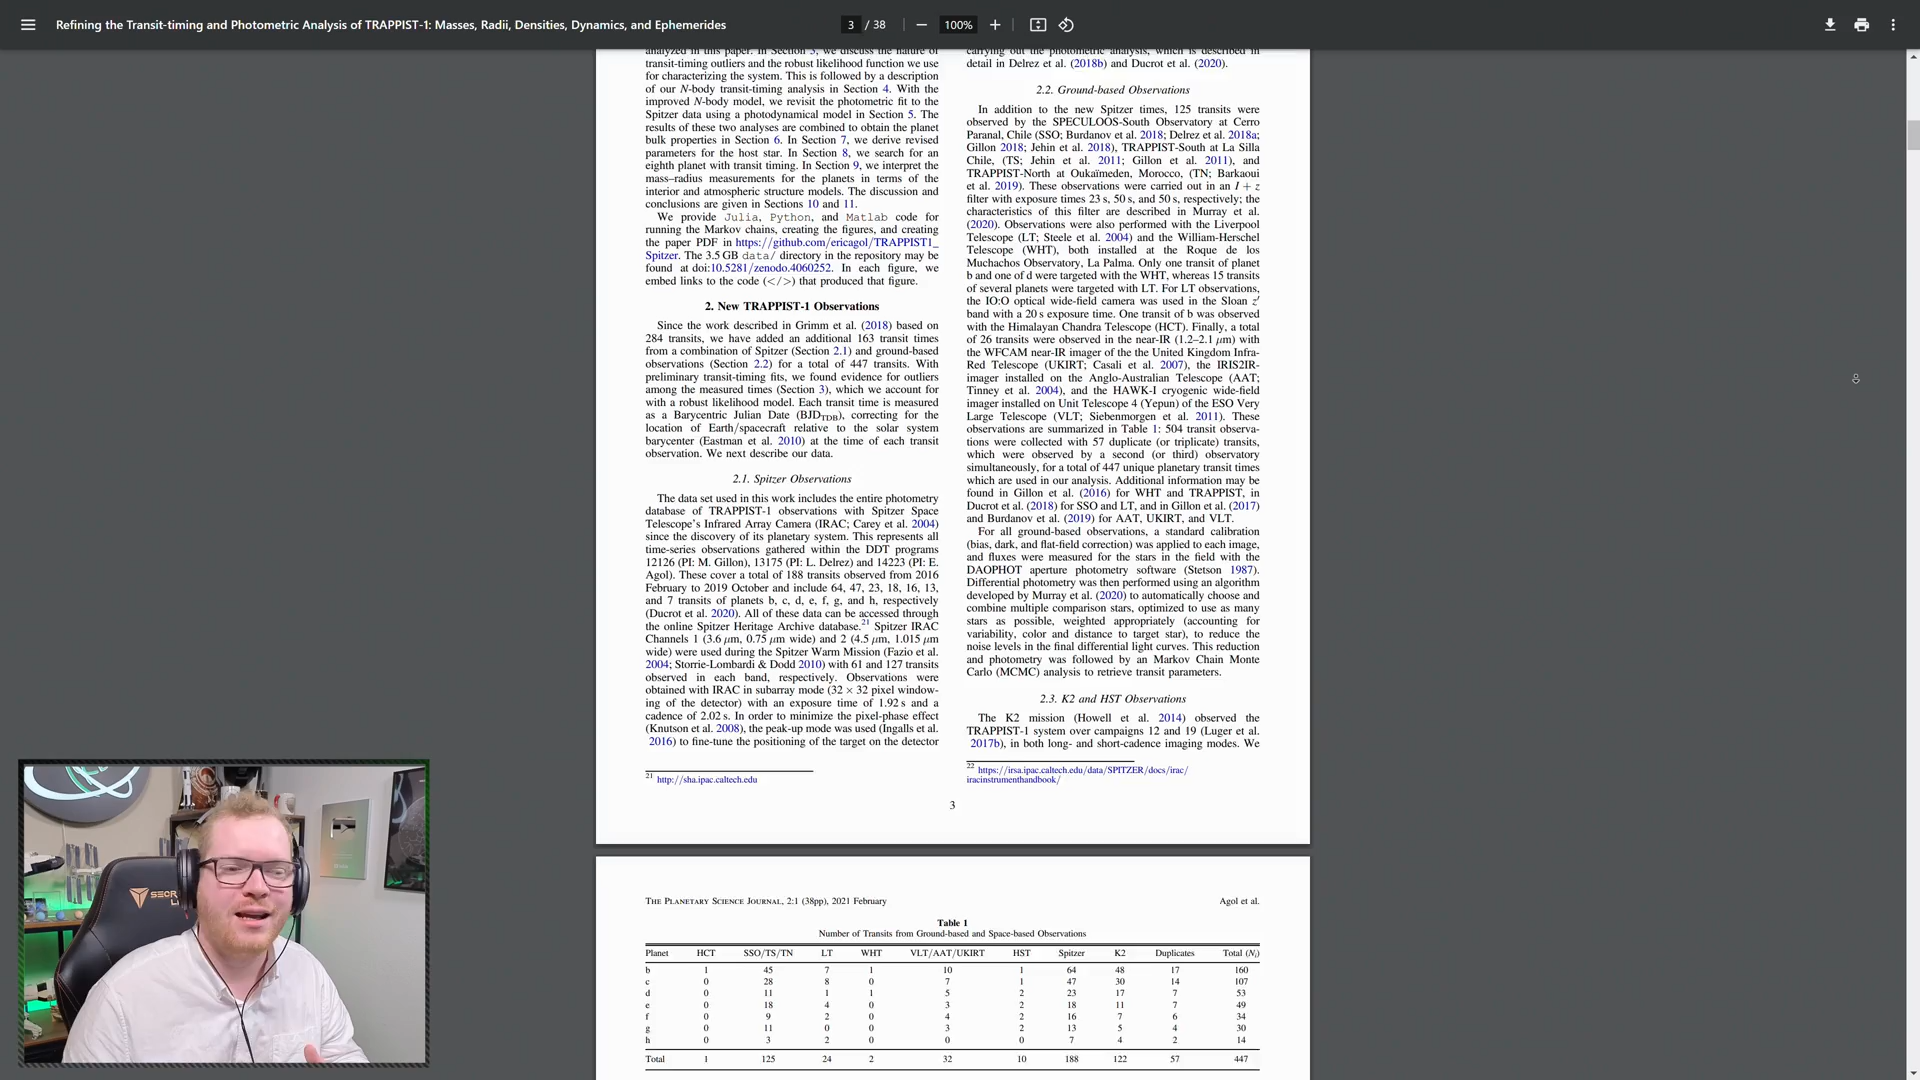 Refining the Transit-timing and Photometric Analysis of TRAPPIST-1: Masses, Radii, Densities, Dynamics, and Ephemerides
3 / 38
100%
analyzed in this paper. In Section 3, we discuss the nature of
transit-timing outliers and the robust likelihood function we use
for characterizing the system. This is followed by a description
of our N-body transit-timing analysis in Section 4. With the
improved N-body model, we revisit the photometric fit to the
Spitzer data using a photodynamical model in Section 5. The
results of these two analyses are combined to obtain the planet
bulk properties in Section 6. In Section 7, we derive revised
parameters for the host star. In Section 8, we search for an
eighth planet with transit timing. In Section 9, we interpret the
mass–radius measurements for the planets in terms of the
interior and atmospheric structure models. The discussion and
conclusions are given in Sections 10 and 11.
We provide Julia, Python, and Matlab code for
running the Markov chains, creating the figures, and creating
the paper PDF in https://github.com/ericagol/TRAPPIST1_
Spitzer. The 3.5 GB data/ directory in the repository may be
found at doi:10.5281/zenodo.4060252. In each figure, we
embed links to the code (</>) that produced that figure.
2. New TRAPPIST-1 Observations
Since the work described in Grimm et al. (2018) based on
284 transits, we have added an additional 163 transit times
from a combination of Spitzer (Section 2.1) and ground-based
observations (Section 2.2) for a total of 447 transits. With
preliminary transit-timing fits, we found evidence for outliers
among the measured times (Section 3), which we account for
with a robust likelihood model. Each transit time is measured
as a Barycentric Julian Date (BJDTDB), correcting for the
location of Earth/spacecraft relative to the solar system
barycenter (Eastman et al. 2010) at the time of each transit
observation. We next describe our data.
2.1. Spitzer Observations
The data set used in this work includes the entire photometry
database of TRAPPIST-1 observations with Spitzer Space
Telescope's Infrared Array Camera (IRAC; Carey et al. 2004)
since the discovery of its planetary system. This represents all
time-series observations gathered within the DDT programs
12126 (PI: M. Gillon), 13175 (PI: L. Delrez) and 14223 (PI: E.
Agol). These cover a total of 188 transits observed from 2016
February to 2019 October and include 64, 47, 23, 18, 16, 13,
and 7 transits of planets b, c, d, e, f, g, and h, respectively
(Ducrot et al. 2020). All of these data can be accessed through
the online Spitzer Heritage Archive database.21 Spitzer IRAC
Channels 1 (3.6 μm, 0.75 μm wide) and 2 (4.5 μm, 1.015 μm
wide) were used during the Spitzer Warm Mission (Fazio et al.
2004; Storrie-Lombardi & Dodd 2010) with 61 and 127 transits
observed in each band, respectively. Observations were
obtained with IRAC in subarray mode (32 × 32 pixel window-
ing of the detector) with an exposure time of 1.92 s and a
cadence of 2.02 s. In order to minimize the pixel-phase effect
(Knutson et al. 2008), the peak-up mode was used (Ingalls et al.
2016) to fine-tune the positioning of the target on the detector
21 http://sha.ipac.caltech.edu
carrying out the photometric analysis, which is described in
detail in Delrez et al. (2018b) and Ducrot et al. (2020).
2.2. Ground-based Observations
In addition to the new Spitzer times, 125 transits were
observed by the SPECULOOS-South Observatory at Cerro
Paranal, Chile (SSO; Burdanov et al. 2018; Delrez et al. 2018a;
Gillon 2018; Jehin et al. 2018), TRAPPIST-South at La Silla
Chile, (TS; Jehin et al. 2011; Gillon et al. 2011), and
TRAPPIST-North at Oukaïmeden, Morocco, (TN; Barkaoui
et al. 2019). These observations were carried out in an I + z
filter with exposure times 23 s, 50 s, and 50 s, respectively; the
characteristics of this filter are described in Murray et al.
(2020). Observations were also performed with the Liverpool
Telescope (LT; Steele et al. 2004) and the William-Herschel
Telescope (WHT), both installed at the Roque de los
Muchachos Observatory, La Palma. Only one transit of planet
b and one of d were targeted with the WHT, whereas 15 transits
of several planets were targeted with LT. For LT observations,
the IO:O optical wide-field camera was used in the Sloan z′
band with a 20 s exposure time. One transit of b was observed
with the Himalayan Chandra Telescope (HCT). Finally, a total
of 26 transits were observed in the near-IR (1.2–2.1 μm) with
the WFCAM near-IR imager of the the United Kingdom Infra-
Red Telescope (UKIRT; Casali et al. 2007), the IRIS2IR-
imager installed on the Anglo-Australian Telescope (AAT;
Tinney et al. 2004), and the HAWK-I cryogenic wide-field
imager installed on Unit Telescope 4 (Yepun) of the ESO Very
Large Telescope (VLT; Siebenmorgen et al. 2011). These
observations are summarized in Table 1: 504 transit observa-
tions were collected with 57 duplicate (or triplicate) transits,
which were observed by a second (or third) observatory
simultaneously, for a total of 447 unique planetary transit times
which are used in our analysis. Additional information may be
found in Gillon et al. (2016) for WHT and TRAPPIST, in
Ducrot et al. (2018) for SSO and LT, and in Gillon et al. (2017)
and Burdanov et al. (2019) for AAT, UKIRT, and VLT.
For all ground-based observations, a standard calibration
(bias, dark, and flat-field correction) was applied to each image,
and fluxes were measured for the stars in the field with the
DAOPHOT aperture photometry software (Stetson 1987).
Differential photometry was then performed using an algorithm
developed by Murray et al. (2020) to automatically choose and
combine multiple comparison stars, optimized to use as many
stars as possible, weighted appropriately (accounting for
variability, color and distance to target star), to reduce the
noise levels in the final differential light curves. This reduction
and photometry was followed by an Markov Chain Monte
Carlo (MCMC) analysis to retrieve transit parameters.
2.3. K2 and HST Observations
The K2 mission (Howell et al. 2014) observed the
TRAPPIST-1 system over campaigns 12 and 19 (Luger et al.
2017b), in both long- and short-cadence imaging modes. We
22 https://irsa.ipac.caltech.edu/data/SPITZER/docs/irac/
iracinstrumenthandbook/
3
THE PLANETARY SCIENCE JOURNAL, 2:1 (38pp), 2021 February
Agol et al.
Table 1
Number of Transits from Ground-based and Space-based Observations
Planet HCT SSO/TS/TN LT WHT VLT/AAT/UKIRT HST Spitzer K2 Duplicates Total (Ni)
b 1 45 7 1 10 1 64 48 17 160
c 0 28 8 0 7 1 47 30 14 107
d 0 11 1 1 5 2 23 17 7 53
e 0 18 4 0 3 2 18 11 7 49
f 0 9 2 0 4 2 16 7 6 34
g 0 11 0 0 3 2 13 5 4 30
h 0 3 2 0 0 0 7 4 2 14
Total 1 125 24 2 32 10 188 122 57 447